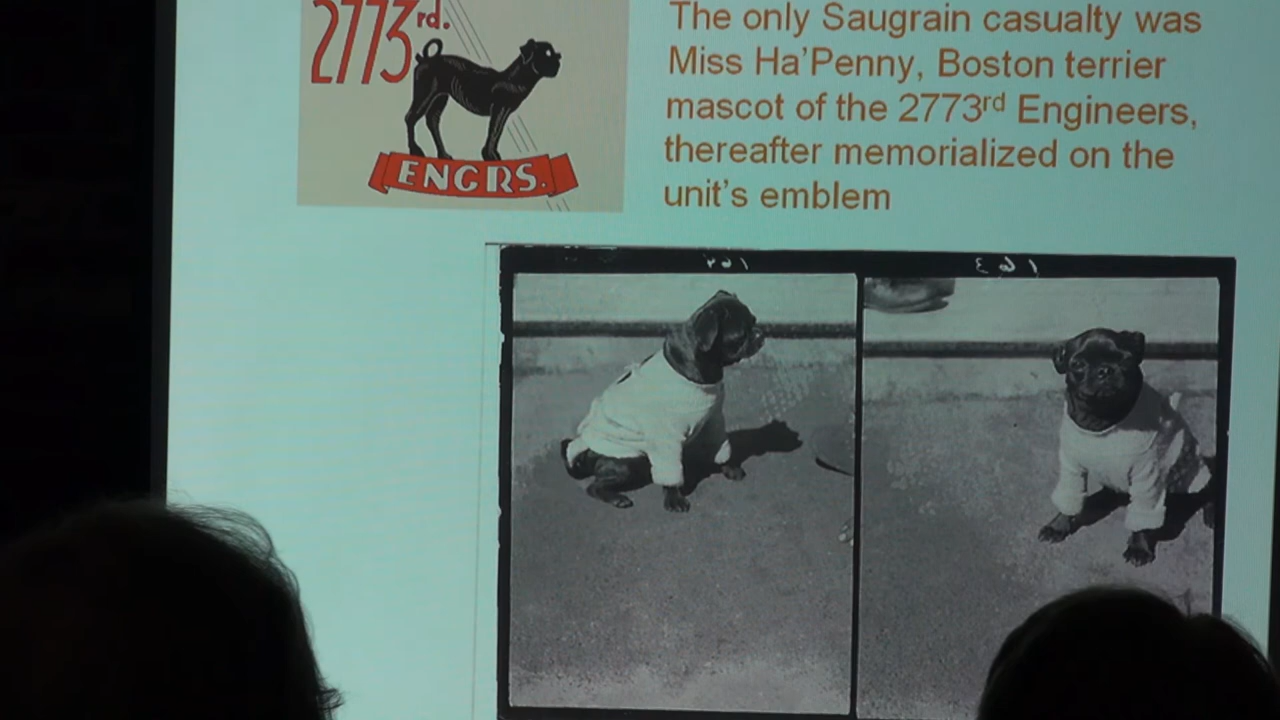 2773rd.
ENGRS.
The only Saugrain casualty was
Miss Ha’Penny, Boston terrier
mascot of the 2773rd Engineers,
thereafter memorialized on the
unit’s emblem